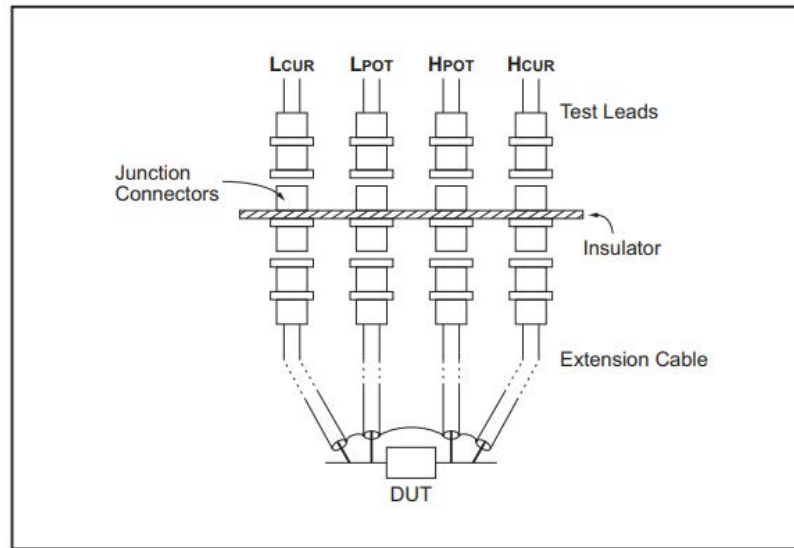 LCUR LPOT HPOT HCUR
Test Leads
Junction
Connectors
Insulator
Extension Cable
DUT